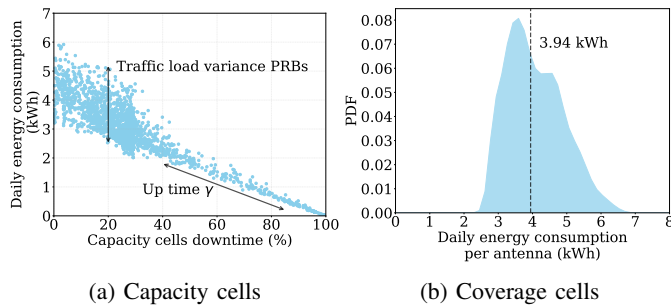 7
6
5
4
3
2
1
0
Daily energy consumption
(kWh)
Traffic load variance PRBs
Up time γ
0 20 40 60 80 100
Capacity cells downtime (%)
(a) Capacity cells
0.08
0.07
0.06
0.05
0.04
0.03
0.02
0.01
0.00
PDF
3.94 kWh
0 1 2 3 4 5 6 7 8
Daily energy consumption
per antenna (kWh)
(b) Coverage cells